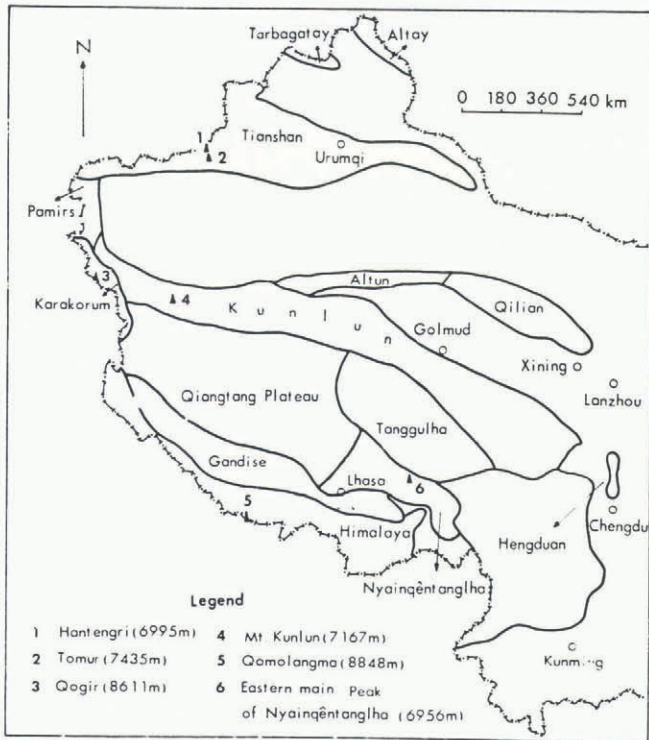 Tarbagatay
Altay
N
0 180 360 540 km
Tianshan
1
2
Urumqi
Pamirs
3
4
Altun
Qilian
Karakorum
Kunlun
Golmud
Xining
Lanzhou
Qiangtang Plateau
Tanggulha
Gandise
Lhasa
6
5
Himalaya
Hengduan
Chengdu
Nyainqêntanglha
Kunming
Legend
1 Hantengri (6995m)
2 Tomur (7435m)
3 Qogir (8611m)
4 Mt Kunlun (7167m)
5 Qomolangma (8848m)
6 Eastern main Peak
of Nyainqêntanglha (6956m)